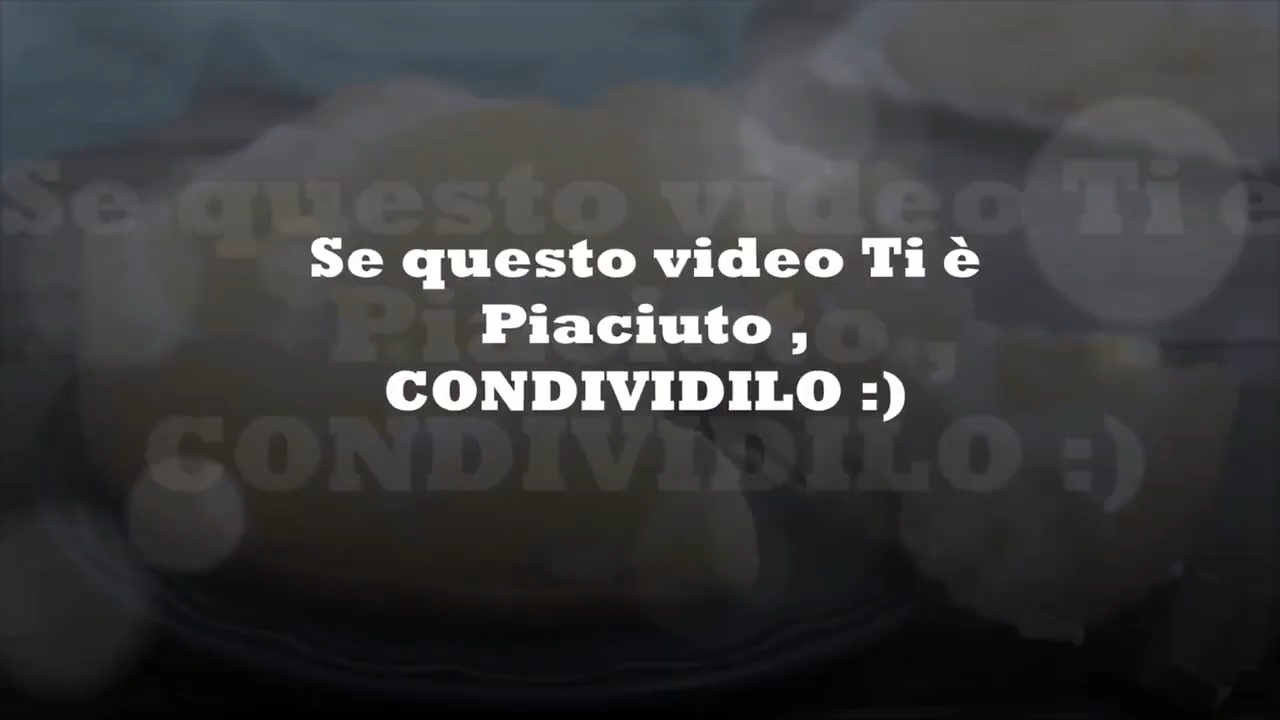 Se questo video Ti è
Piaciuto ,
CONDIVIDILO :)